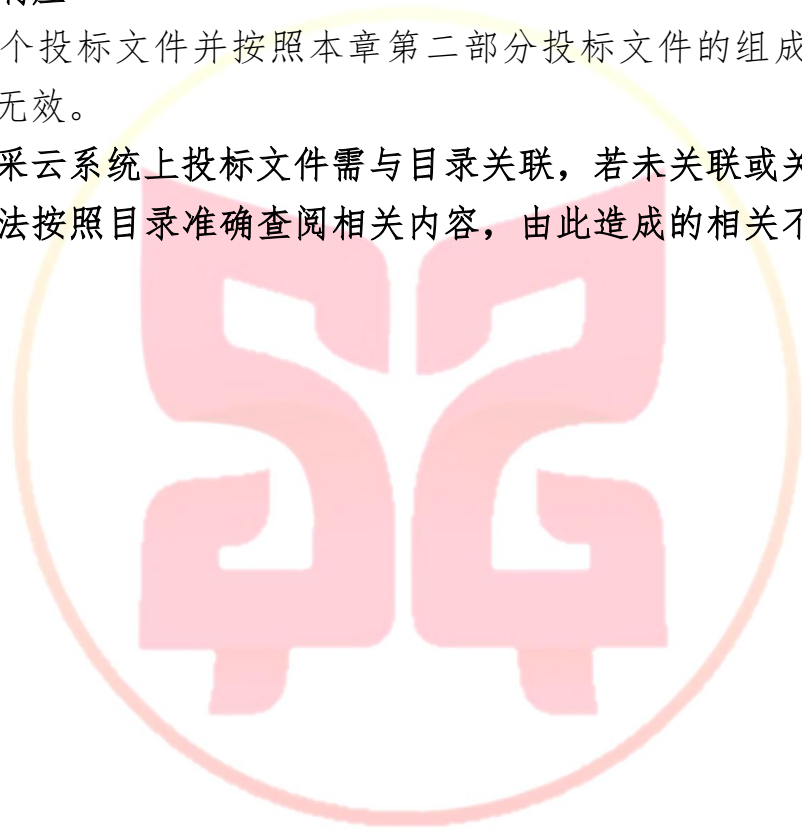 个投标文件并按照本章第二部分投标文件的组成
无效。
采云系统上投标文件需与目录关联，若未关联或关
法按照目录准确查阅相关内容，由此造成的相关不